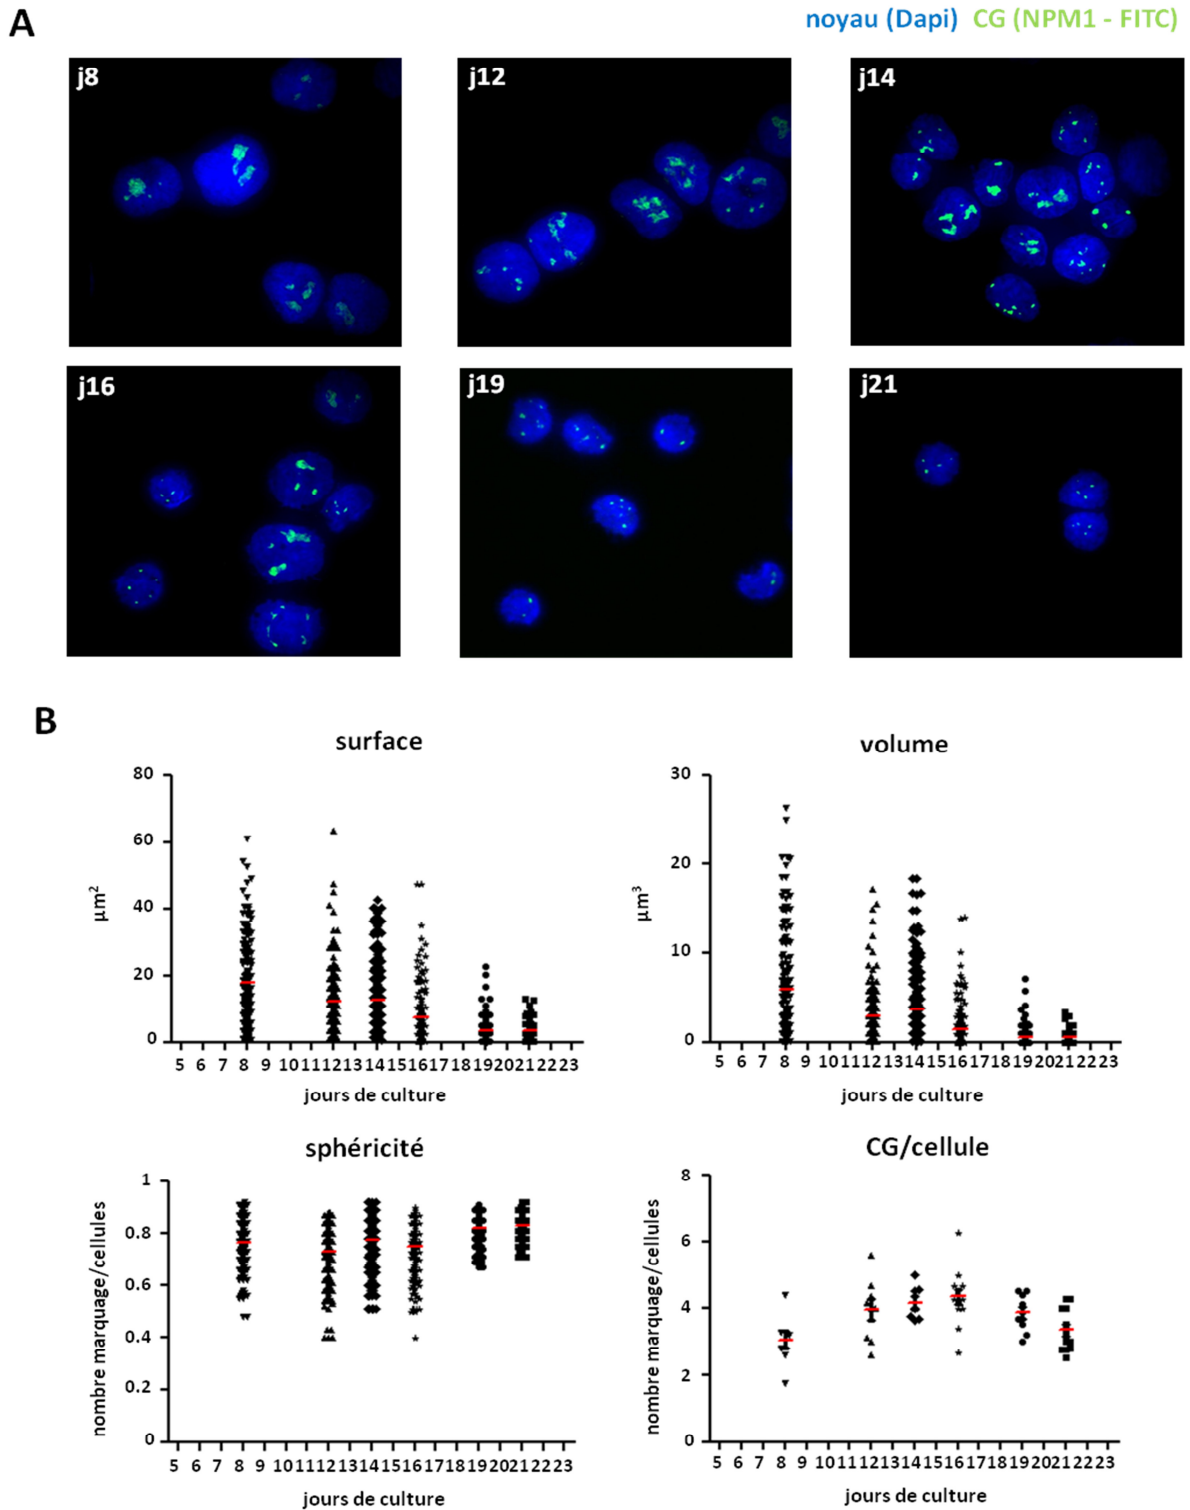 A
noyau (Dapi) CG (NPM1 - FITC)
j8
j12
j14
j16
j19
j21
B
surface
80
60
40
20
0
µm²
5 6 7 8 9 10 11 12 13 14 15 16 17 18 19 20 21 22 23
jours de culture
volume
30
20
10
0
µm³
5 6 7 8 9 10 11 12 13 14 15 16 17 18 19 20 21 22 23
jours de culture
sphéricité
1
0.8
0.6
0.4
0.2
0
nombre marquage/cellules
5 6 7 8 9 10 11 12 13 14 15 16 17 18 19 20 21 22 23
jours de culture
CG/cellule
8
6
4
2
0
nombre marquage/cellules
5 6 7 8 9 10 11 12 13 14 15 16 17 18 19 20 21 22 23
jours de culture